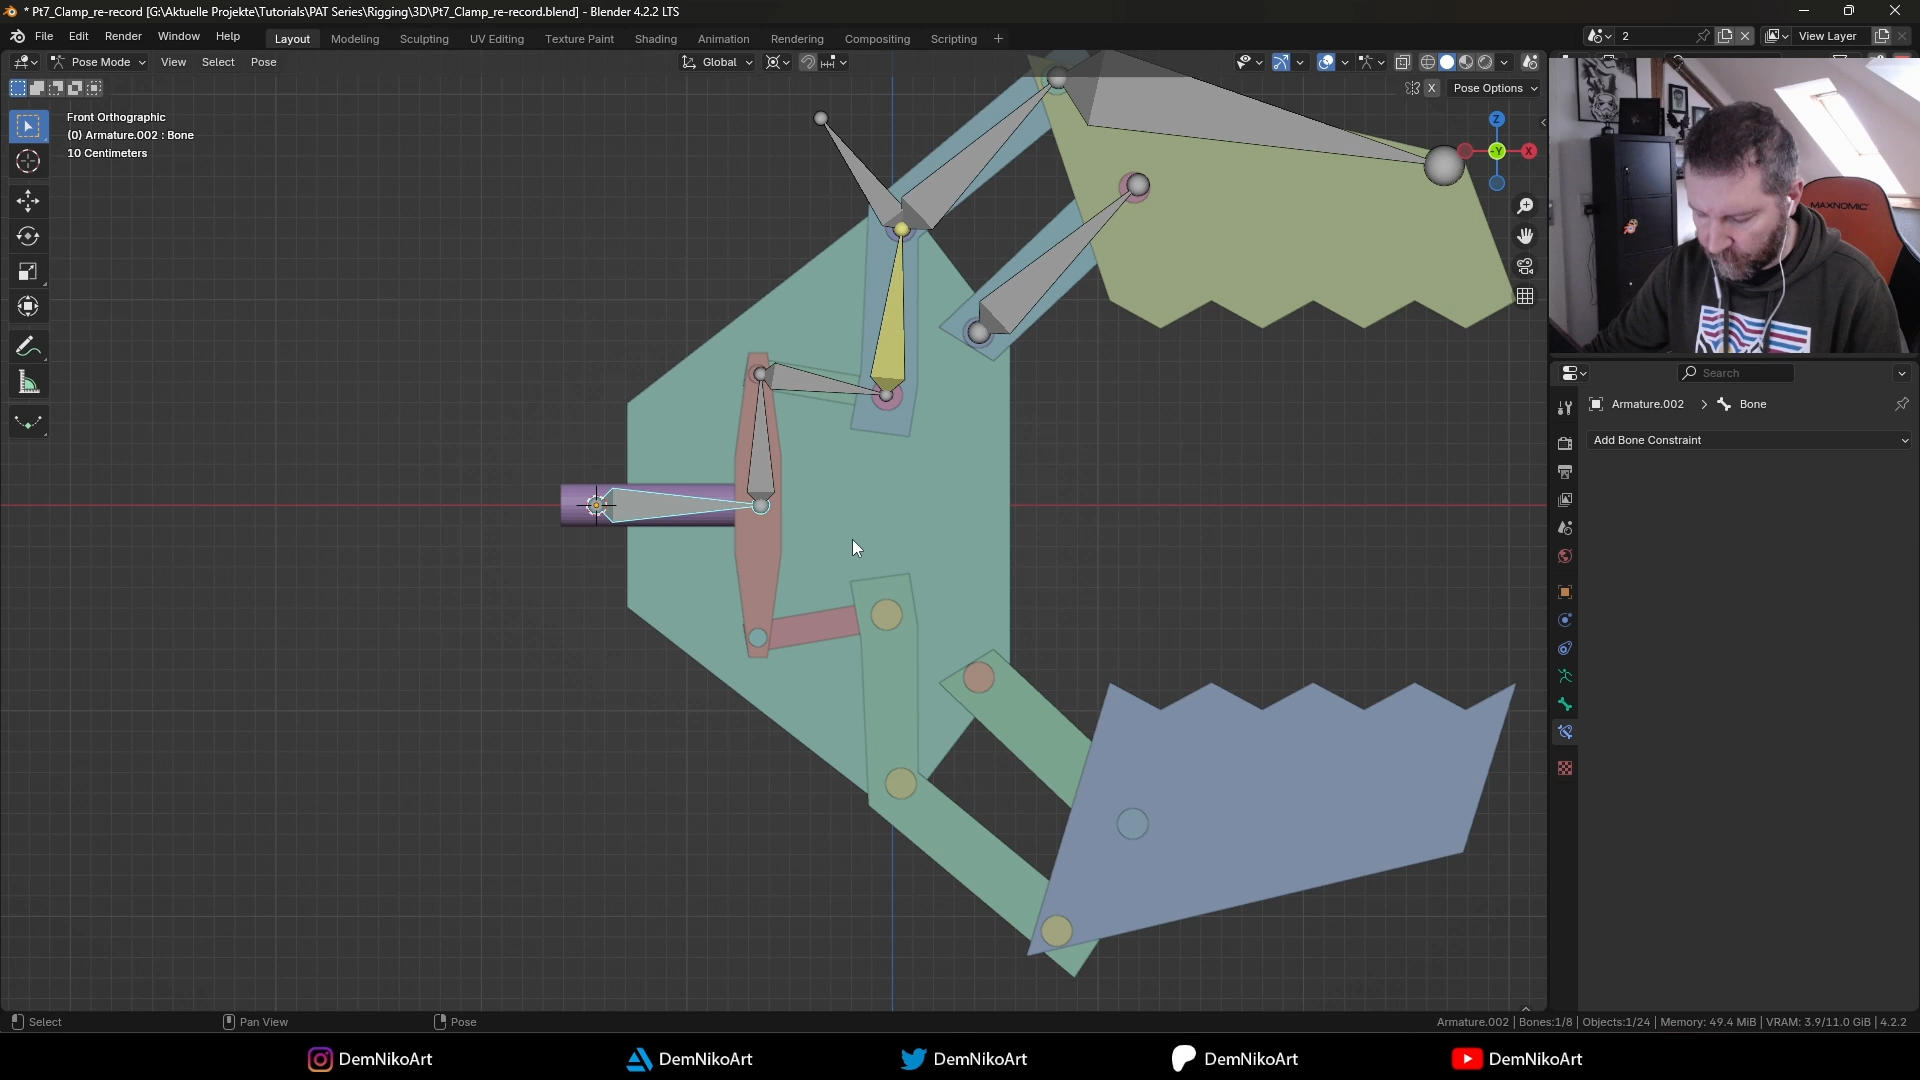 * Pt7_Clamp_re-record [G:\Aktuelle Projekte\Tutorials\PAT Series\Rigging\3D\Pt7_Clamp_re-record.blend] - Blender 4.2.2 LTS
File Edit Render Window Help Layout Modeling Sculpting UV Editing Texture Paint Shading Animation Rendering Compositing Scripting + 2 View Layer
Pose Mode View Select Pose Global
X Pose Options
Front Orthographic
(0) Armature.002 : Bone
10 Centimeters
Z
-Y
X
MAXNOMIC
Search
Armature.002 > Bone
Add Bone Constraint
Select Pan View Pose Armature.002 | Bones:1/8 | Objects:1/24 | Memory: 49.4 MiB | VRAM: 3.9/11.0 GiB | 4.2.2
DemNikoArt DemNikoArt DemNikoArt DemNikoArt DemNikoArt